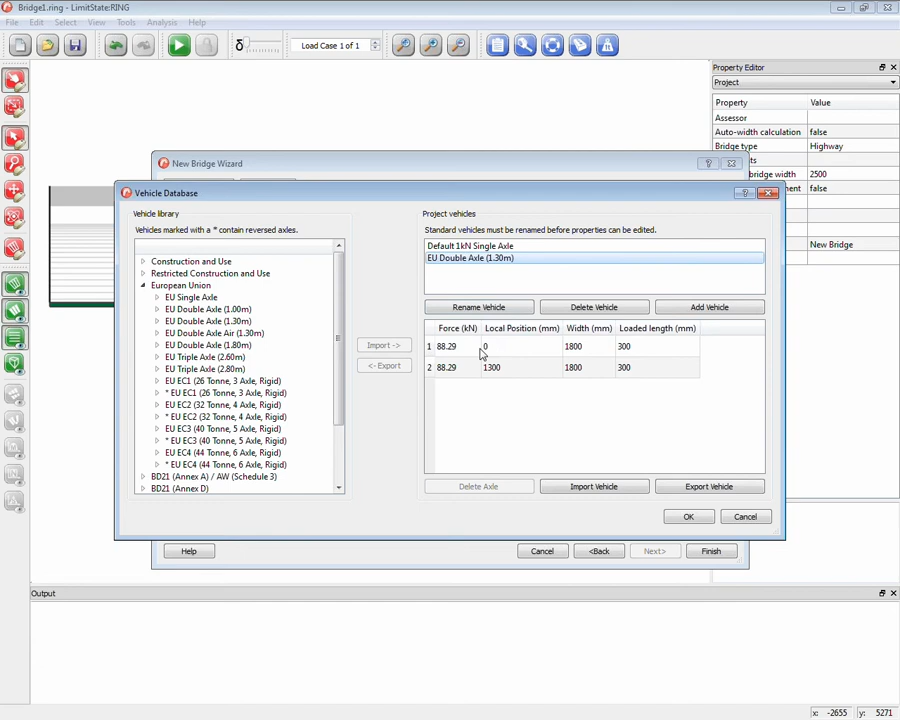 Bridge1.ring - LimitState:RING
File Edit Select View Tools Analysis Help
δ Load Case 1 of 1
Property Editor
Project
Property Value
Assessor
Auto-width calculation false
Bridge type Highway
bridge width 2500
false
New Bridge
New Bridge Wizard
Vehicle Database
Vehicle library
Vehicles marked with a * contain reversed axles.
Construction and Use
Restricted Construction and Use
European Union
EU Single Axle
EU Double Axle (1.00m)
EU Double Axle (1.30m)
EU Double Axle Air (1.30m)
EU Double Axle (1.80m)
EU Triple Axle (2.60m)
EU Triple Axle (2.80m)
EU EC1 (26 Tonne, 3 Axle, Rigid)
* EU EC1 (26 Tonne, 3 Axle, Rigid)
EU EC2 (32 Tonne, 4 Axle, Rigid)
* EU EC2 (32 Tonne, 4 Axle, Rigid)
EU EC3 (40 Tonne, 5 Axle, Rigid)
* EU EC3 (40 Tonne, 5 Axle, Rigid)
EU EC4 (44 Tonne, 6 Axle, Rigid)
* EU EC4 (44 Tonne, 6 Axle, Rigid)
BD21 (Annex A) / AW (Schedule 3)
BD21 (Annex D)
Import ->
<- Export
Project vehicles
Standard vehicles must be renamed before properties can be edited.
Default 1kN Single Axle
EU Double Axle (1.30m)
Rename Vehicle Delete Vehicle Add Vehicle
Force (kN) Local Position (mm) Width (mm) Loaded length (mm)
1 88.29 0 1800 300
2 88.29 1300 1800 300
Delete Axle Import Vehicle Export Vehicle
OK Cancel
Help Cancel <Back Next> Finish
Output
x: -2655 y: 5271